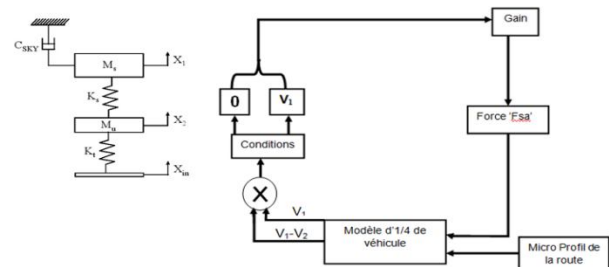 C_SKY
M_s
X_1
K_s
M_u
X_2
K_t
X_in
Gain
0
V_1
Force 'Fsa'
Conditions
X
V_1
V_1-V_2
Modèle d'1/4 de
véhicule
Micro Profil de
la route